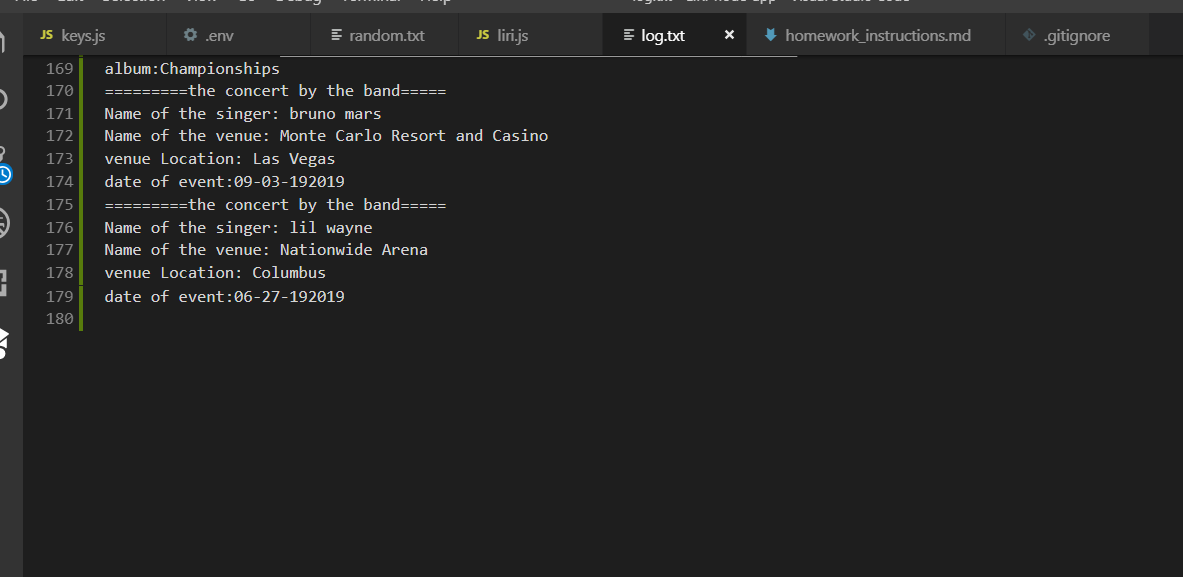 JS keys.js .env random.txt JS liri.js log.txt × homework_instructions.md .gitignore
169 album:Championships
170 =========the concert by the band=====
171 Name of the singer: bruno mars
172 Name of the venue: Monte Carlo Resort and Casino
173 venue Location: Las Vegas
174 date of event:09-03-192019
175 =========the concert by the band=====
176 Name of the singer: lil wayne
177 Name of the venue: Nationwide Arena
178 venue Location: Columbus
179 date of event:06-27-192019
180